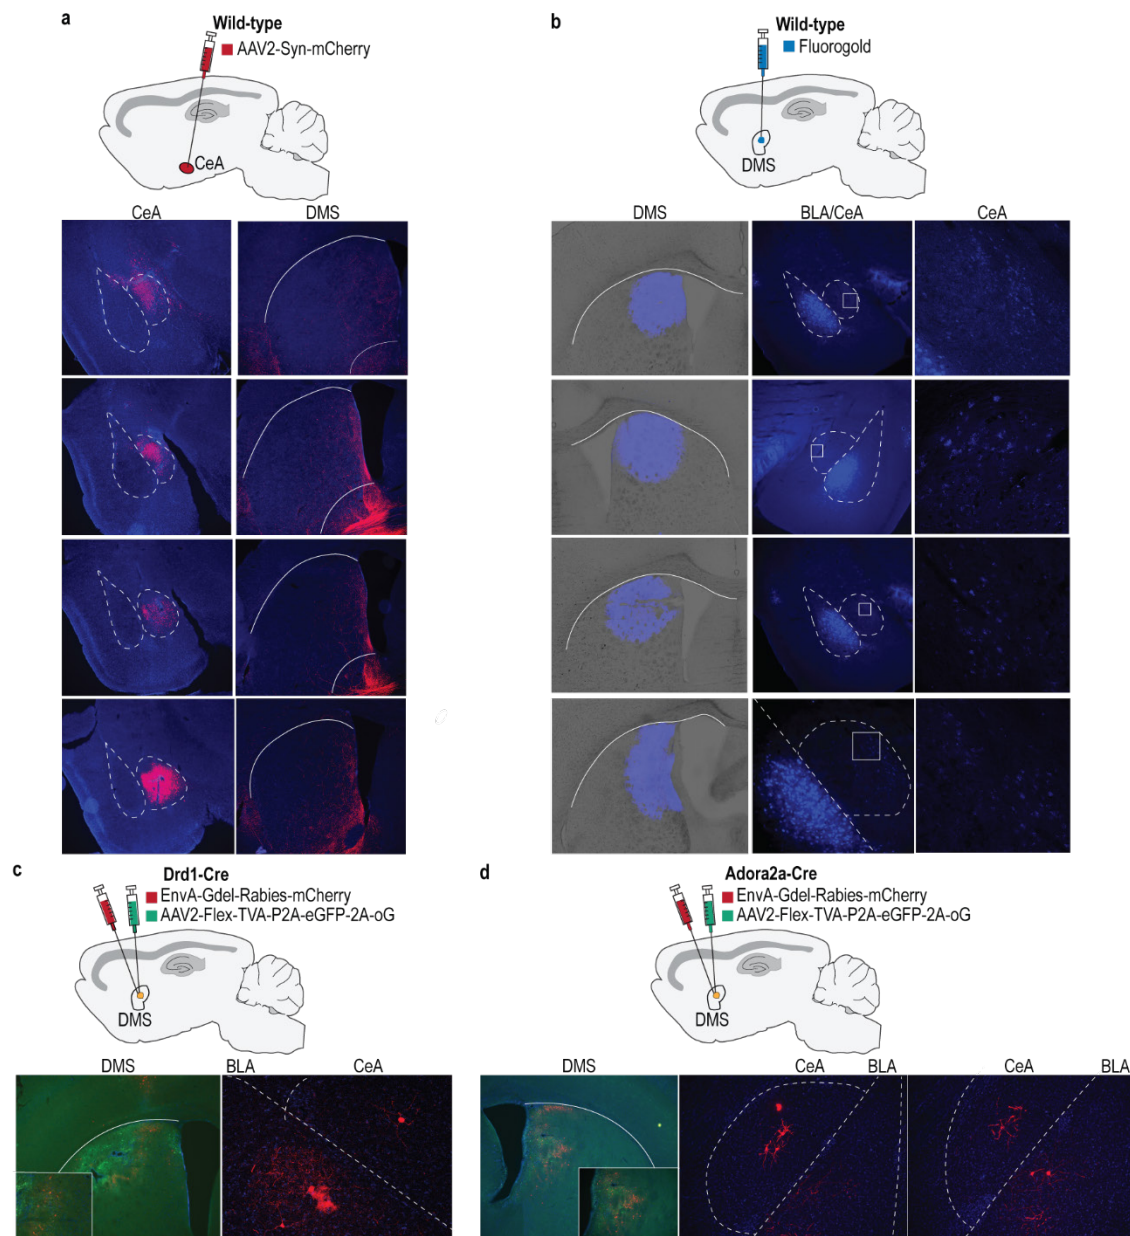 a
Wild-type
AAV2-Syn-mCherry
CeA
CeA DMS
b
Wild-type
Fluorogold
DMS
DMS BLA/CeA CeA
c
Drd1-Cre
EnvA-Gdel-Rabies-mCherry
AAV2-Flex-TVA-P2A-eGFP-2A-oG
DMS
DMS BLA CeA
d
Adora2a-Cre
EnvA-Gdel-Rabies-mCherry
AAV2-Flex-TVA-P2A-eGFP-2A-oG
DMS
DMS CeA BLA CeA BLA